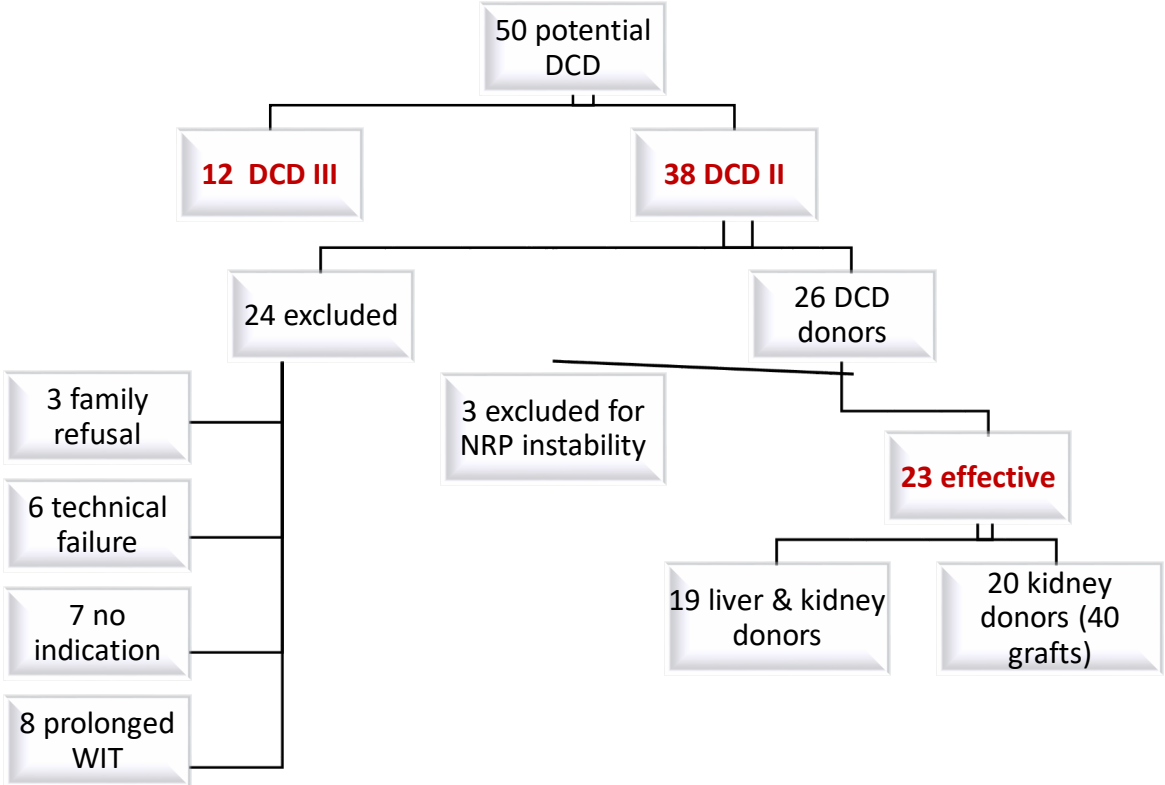 50 potential
DCD
12 DCD III
38 DCD II
24 excluded
26 DCD
donors
3 family
refusal
6 technical
failure
7 no
indication
8 prolonged
WIT
3 excluded for
NRP instability
23 effective
19 liver & kidney
donors
20 kidney
donors (40
grafts)